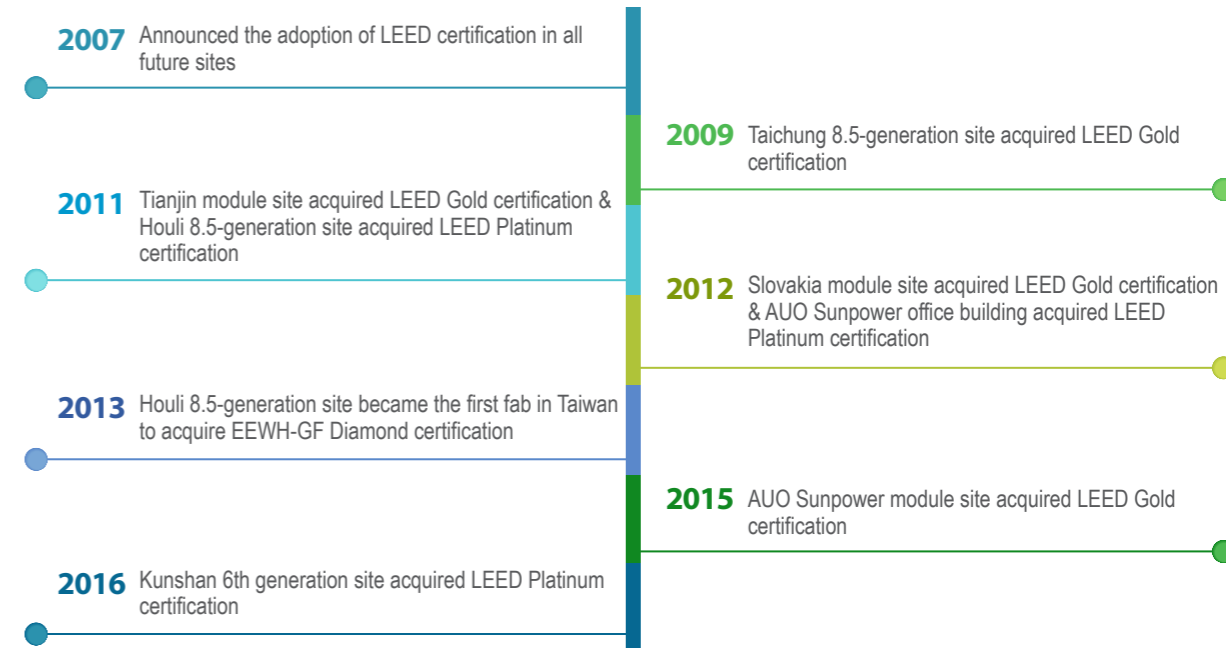 2007 Announced the adoption of LEED certification in all
future sites
2009 Taichung 8.5-generation site acquired LEED Gold
certification
2011 Tianjin module site acquired LEED Gold certification &
Houli 8.5-generation site acquired LEED Platinum
certification
2012 Slovakia module site acquired LEED Gold certification
& AUO Sunpower office building acquired LEED
Platinum certification
2013 Houli 8.5-generation site became the first fab in Taiwan
to acquire EEWH-GF Diamond certification
2015 AUO Sunpower module site acquired LEED Gold
certification
2016 Kunshan 6th generation site acquired LEED Platinum
certification